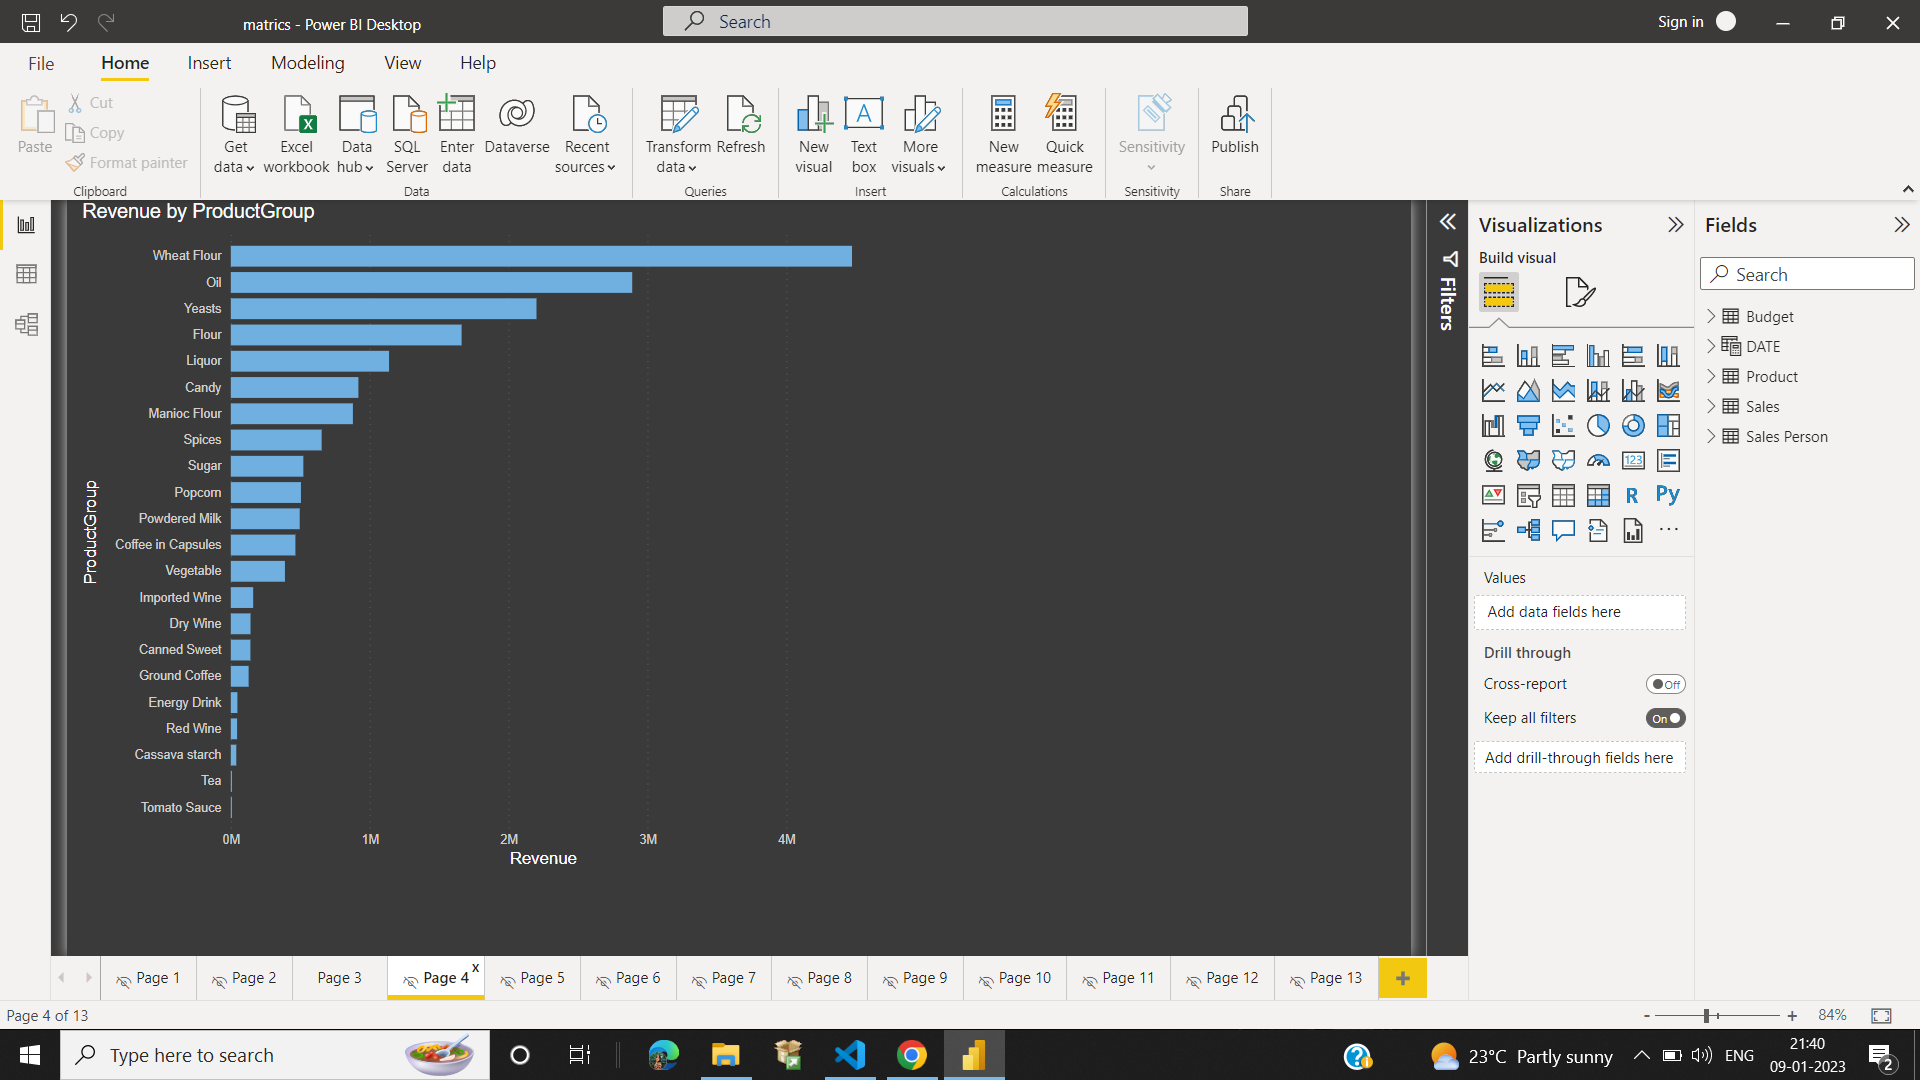 matrics - Power BI Desktop
Search
Sign in
File Home Insert Modeling View Help
Paste
Cut
Copy
Format painter
Clipboard
Get data
Excel workbook
Data hub
SQL Server
Enter data
Dataverse
Recent sources
Data
Transform data
Refresh
Queries
New visual
Text box
More visuals
Insert
New measure
Quick measure
Calculations
Sensitivity
Sensitivity
Publish
Share
Revenue by ProductGroup
ProductGroup
Wheat Flour
Oil
Yeasts
Flour
Liquor
Candy
Manioc Flour
Spices
Sugar
Popcorn
Powdered Milk
Coffee in Capsules
Vegetable
Imported Wine
Dry Wine
Canned Sweet
Ground Coffee
Energy Drink
Red Wine
Cassava starch
Tea
Tomato Sauce
0M 1M 2M 3M 4M
Revenue
Filters
Visualizations
Build visual
123
R Py
Values
Add data fields here
Drill through
Cross-report
Off
Keep all filters
On
Add drill-through fields here
Fields
Search
Budget
DATE
Product
Sales
Sales Person
Page 1 Page 2 Page 3 Page 4 x Page 5 Page 6 Page 7 Page 8 Page 9 Page 10 Page 11 Page 12 Page 13 +
Page 4 of 13
- + 84%
Type here to search
23°C Partly sunny
ENG
21:40
09-01-2023
2